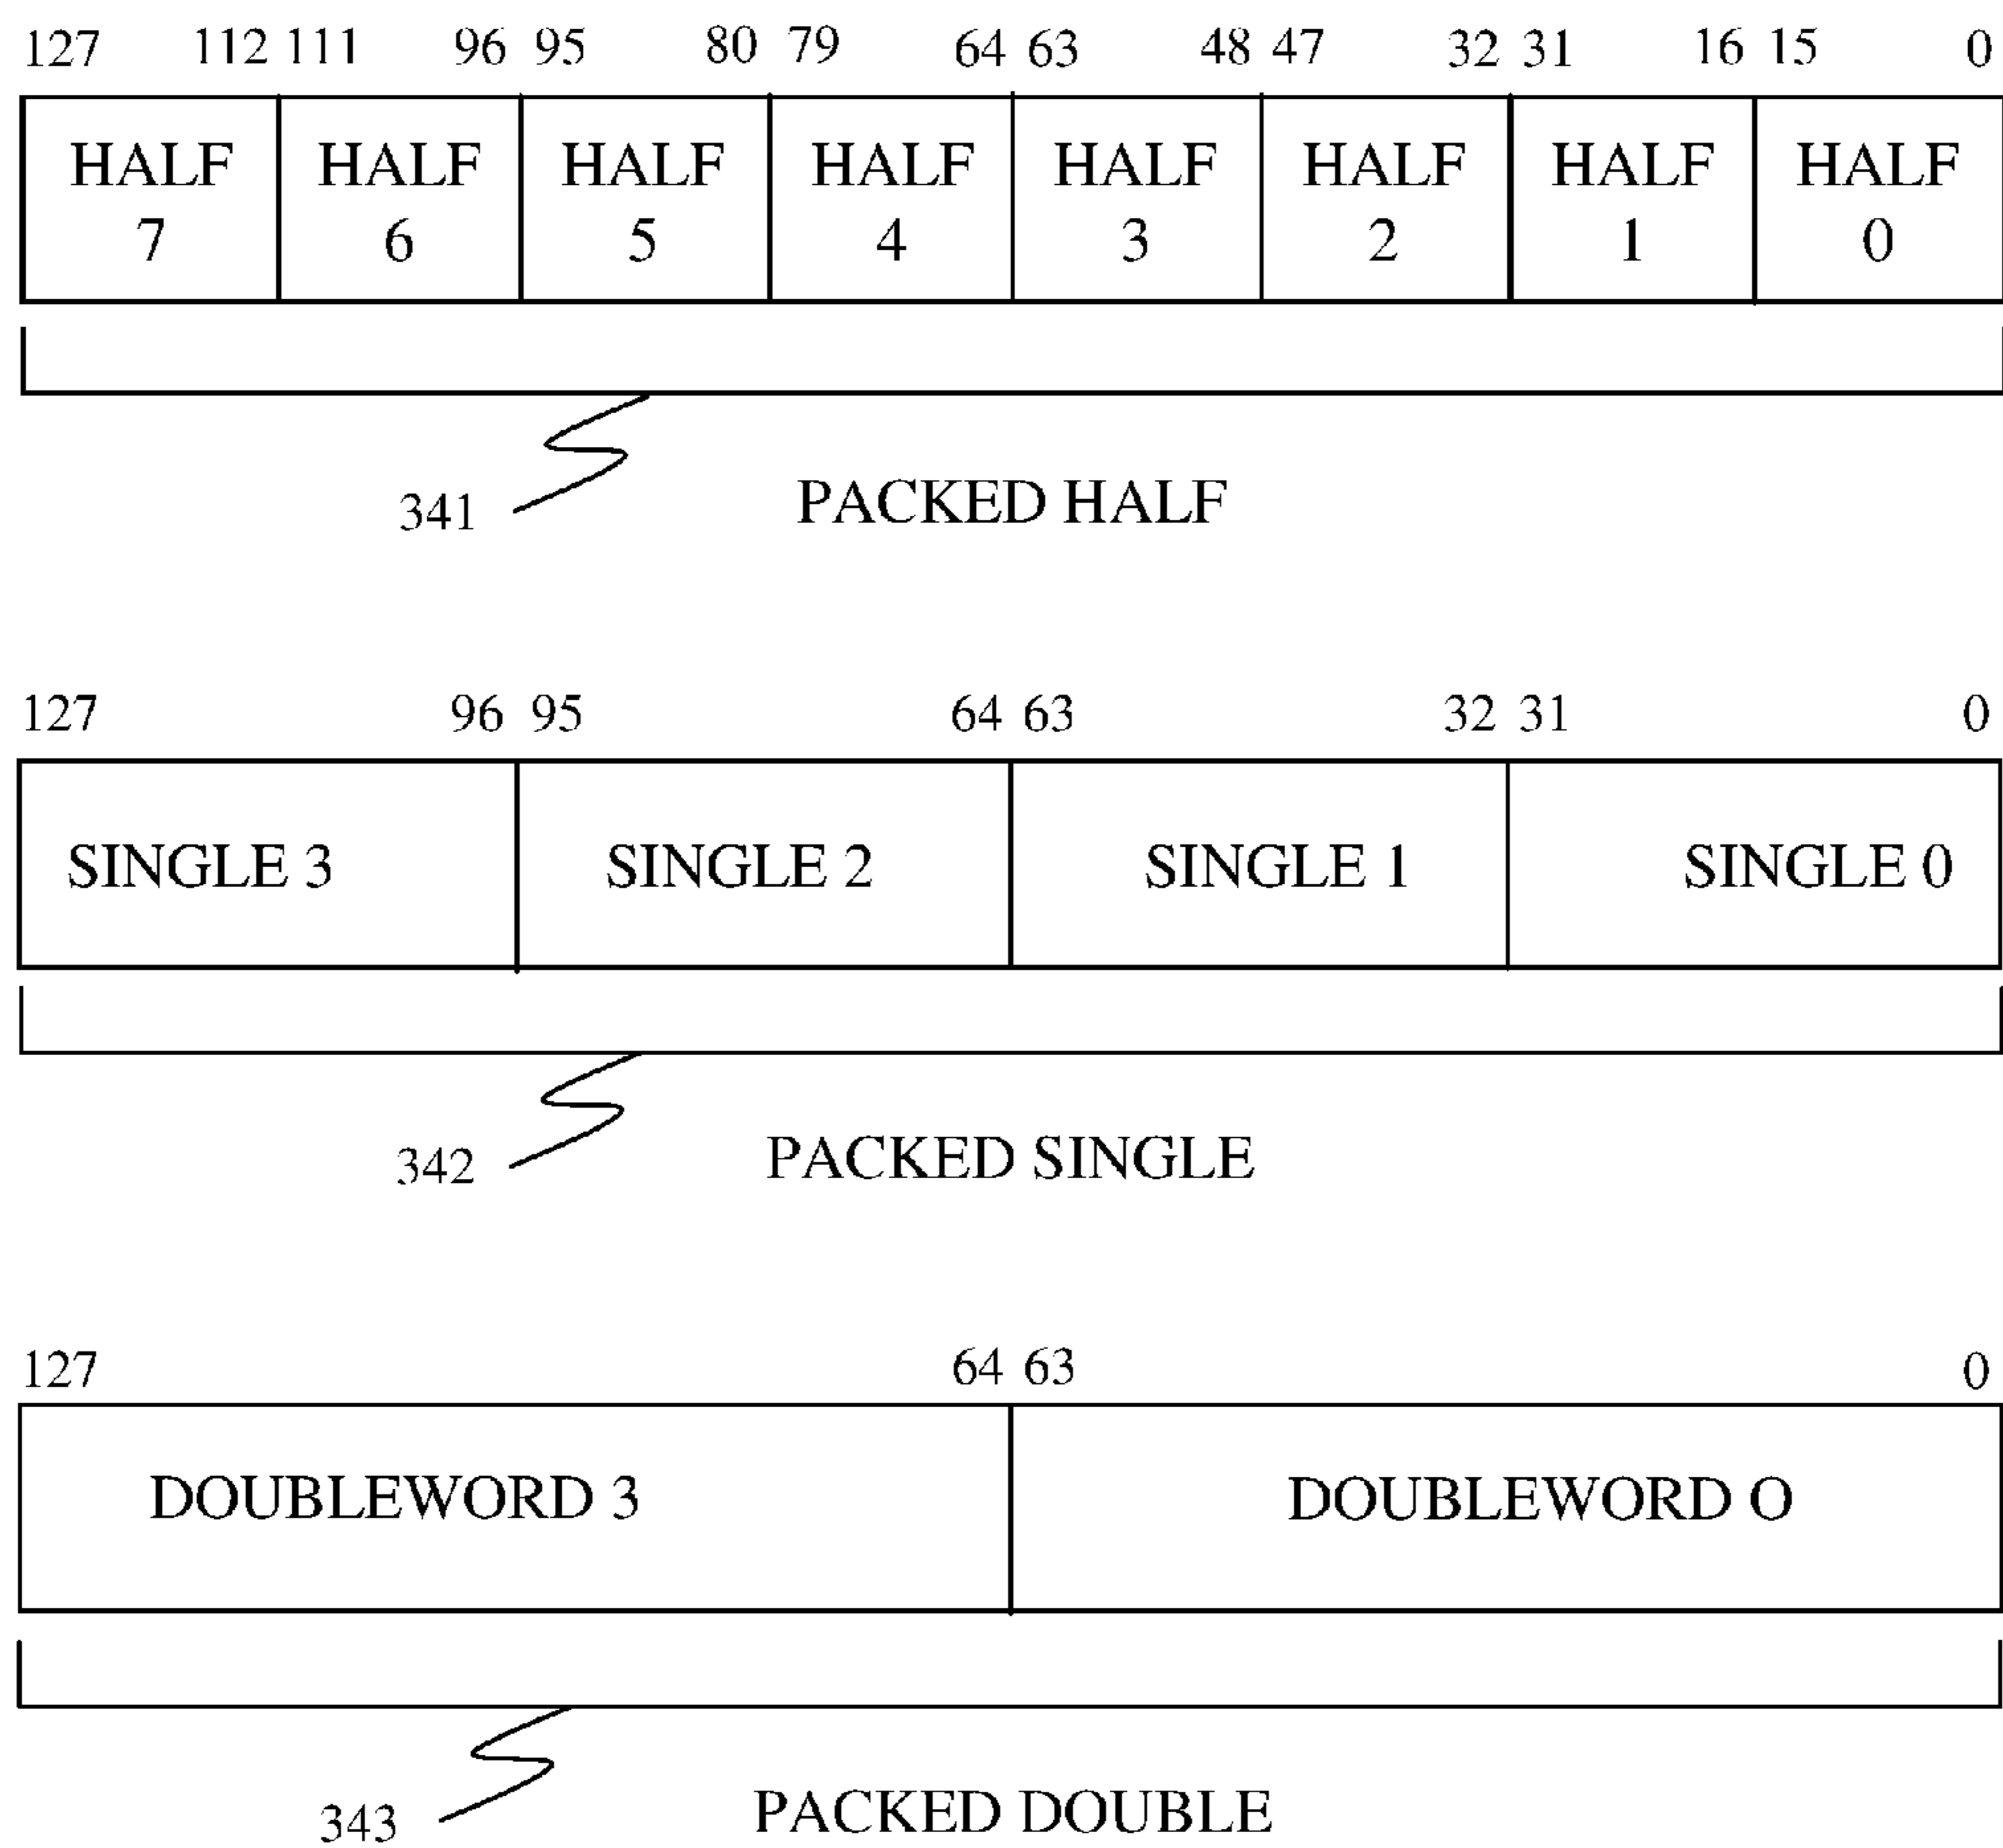 127 112 111 96 95 80 79 64 63 48 47 32 31 16 15 0
HALF HALF HALF HALF HALF HALF HALF HALF
7 6 5 4 3 2 1 0
341 PACKED HALF
127 96 95 64 63 32 31 0
SINGLE 3 SINGLE 2 SINGLE 1 SINGLE 0
342 PACKED SINGLE
127 64 63 0
DOUBLEWORD 3 DOUBLEWORD O
343 PACKED DOUBLE